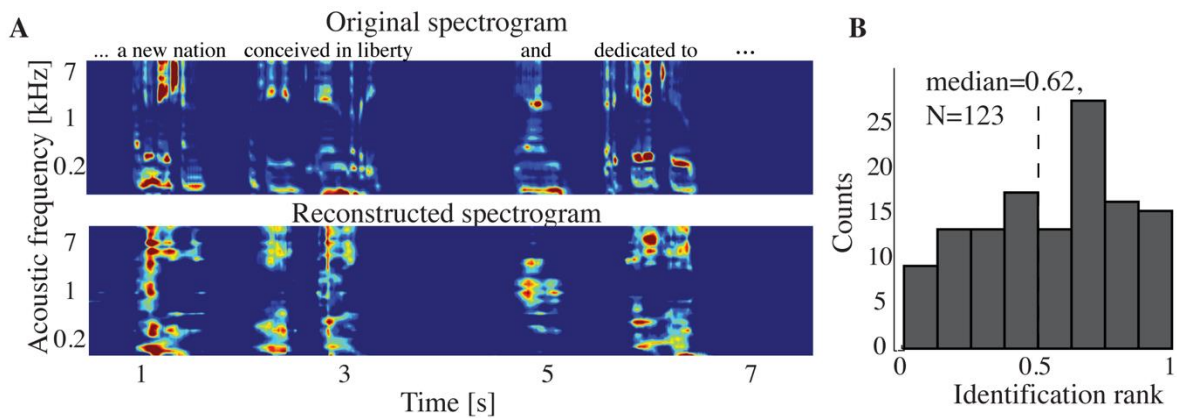 A
Original spectrogram
... a new nation conceived in liberty and dedicated to ...
7
1
0.2
Reconstructed spectrogram
7
1
0.2
Acoustic frequency [kHz]
1 3 5 7
Time [s]
B
median=0.62,
N=123
25
20
15
10
5
0
Counts
0 0.5 1
Identification rank